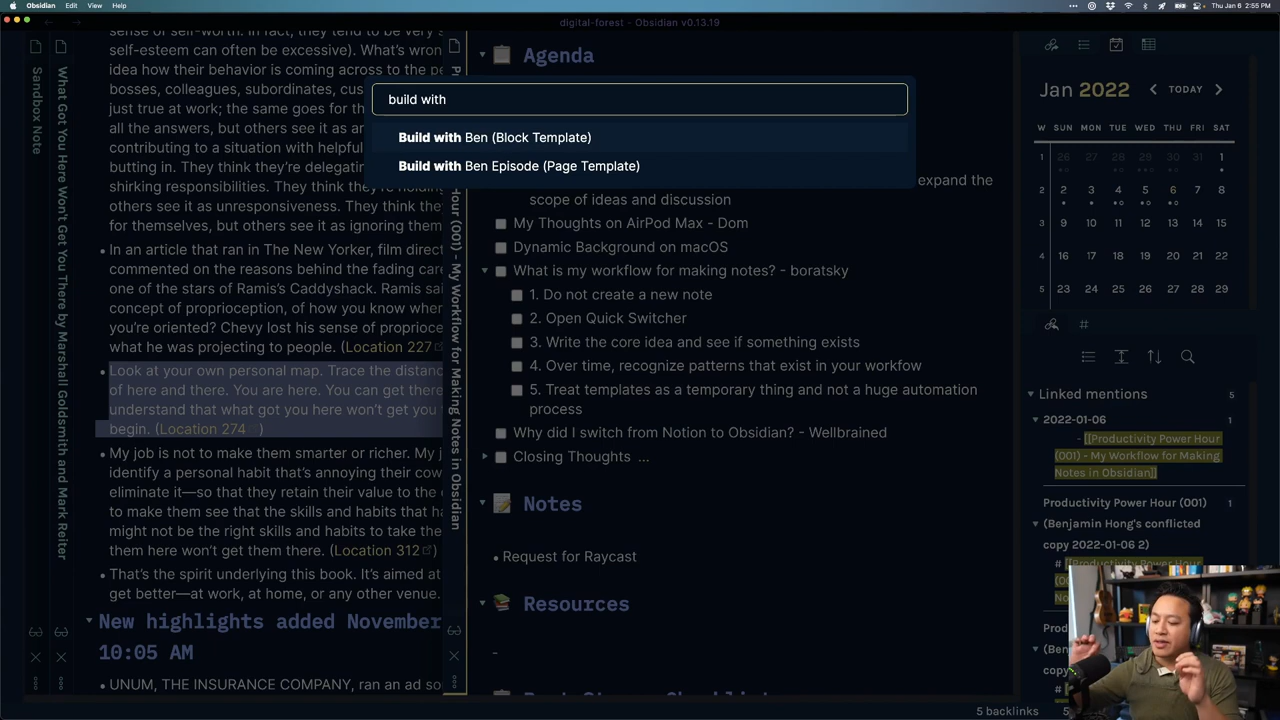 Obsidian Edit View Help
Thu Jan 6 2:55 PM
digital-forest - Obsidian v0.13.19
Sandbox Note
What Got You Here Won't Get You There by Marshall Goldsmith and Mark Reiter
sense of self-worth. In fact, they tend to be very s
self-esteem can often be excessive). What's wrong
idea how their behavior is coming across to the pe
bosses, colleagues, subordinates, cus
just true at work; the same goes for th
all the answers, but others see it as ar
contributing to a situation with helpful
butting in. They think they're delegatin
shirking responsibilities. They think the
others see it as unresponsiveness. They think
for themselves, but others see it as ignoring them
In an article that ran in The New Yorker, film direct
commented on the reasons behind the fading care
one of the stars of Ramis's Caddyshack. Ramis said
concept of proprioception, of how you know where
you're oriented? Chevy lost his sense of proprioce
what he was projecting to people. (Location 227
Look at your own personal map. Trace the distanc
of here and there. You are here. You can get there
understand that what got you here won't get you
begin. (Location 274 )
My job is not to make them smarter or richer. My j
identify a personal habit that's annoying their cow
eliminate it—so that they retain their value to the
to make them see that the skills and habits that ha
might not be the right skills and habits to take the
them here won't get them there. (Location 312 )
That's the spirit underlying this book. It's aimed at
get better—at work, at home, or any other venue.
New highlights added November
10:05 AM
UNUM, THE INSURANCE COMPANY, ran an ad so
Hour (001) - My Workflow for Making Notes in Obsidian
build with
Build with Ben (Block Template)
Build with Ben Episode (Page Template)
Agenda
expand the
scope of ideas and discussion
My Thoughts on AirPod Max - Dom
Dynamic Background on macOS
What is my workflow for making notes? - boratsky
1. Do not create a new note
2. Open Quick Switcher
3. Write the core idea and see if something exists
4. Over time, recognize patterns that exist in your workfow
5. Treat templates as a temporary thing and not a huge automation
process
Why did I switch from Notion to Obsidian? - Wellbrained
Closing Thoughts ...
Notes
Request for Raycast
Resources
-
Jan 2022 TODAY
W SUN MON TUE WED THU FRI SAT
1 26 27 28 29 30 31 1
2 2 3 4 5 6 7 8
3 9 10 11 12 13 14 15
4 16 17 18 19 20 21 22
5 23 24 25 26 27 28 29
#
Linked mentions 5
2022-01-06 1
- [[Productivity Power Hour
(001) - My Workflow for Making
Notes in Obsidian]]
Productivity Power Hour (001) 1
(Benjamin Hong's conflicted
copy 2022-01-06 2)
# [[Productivity Power Hour
5 backlinks